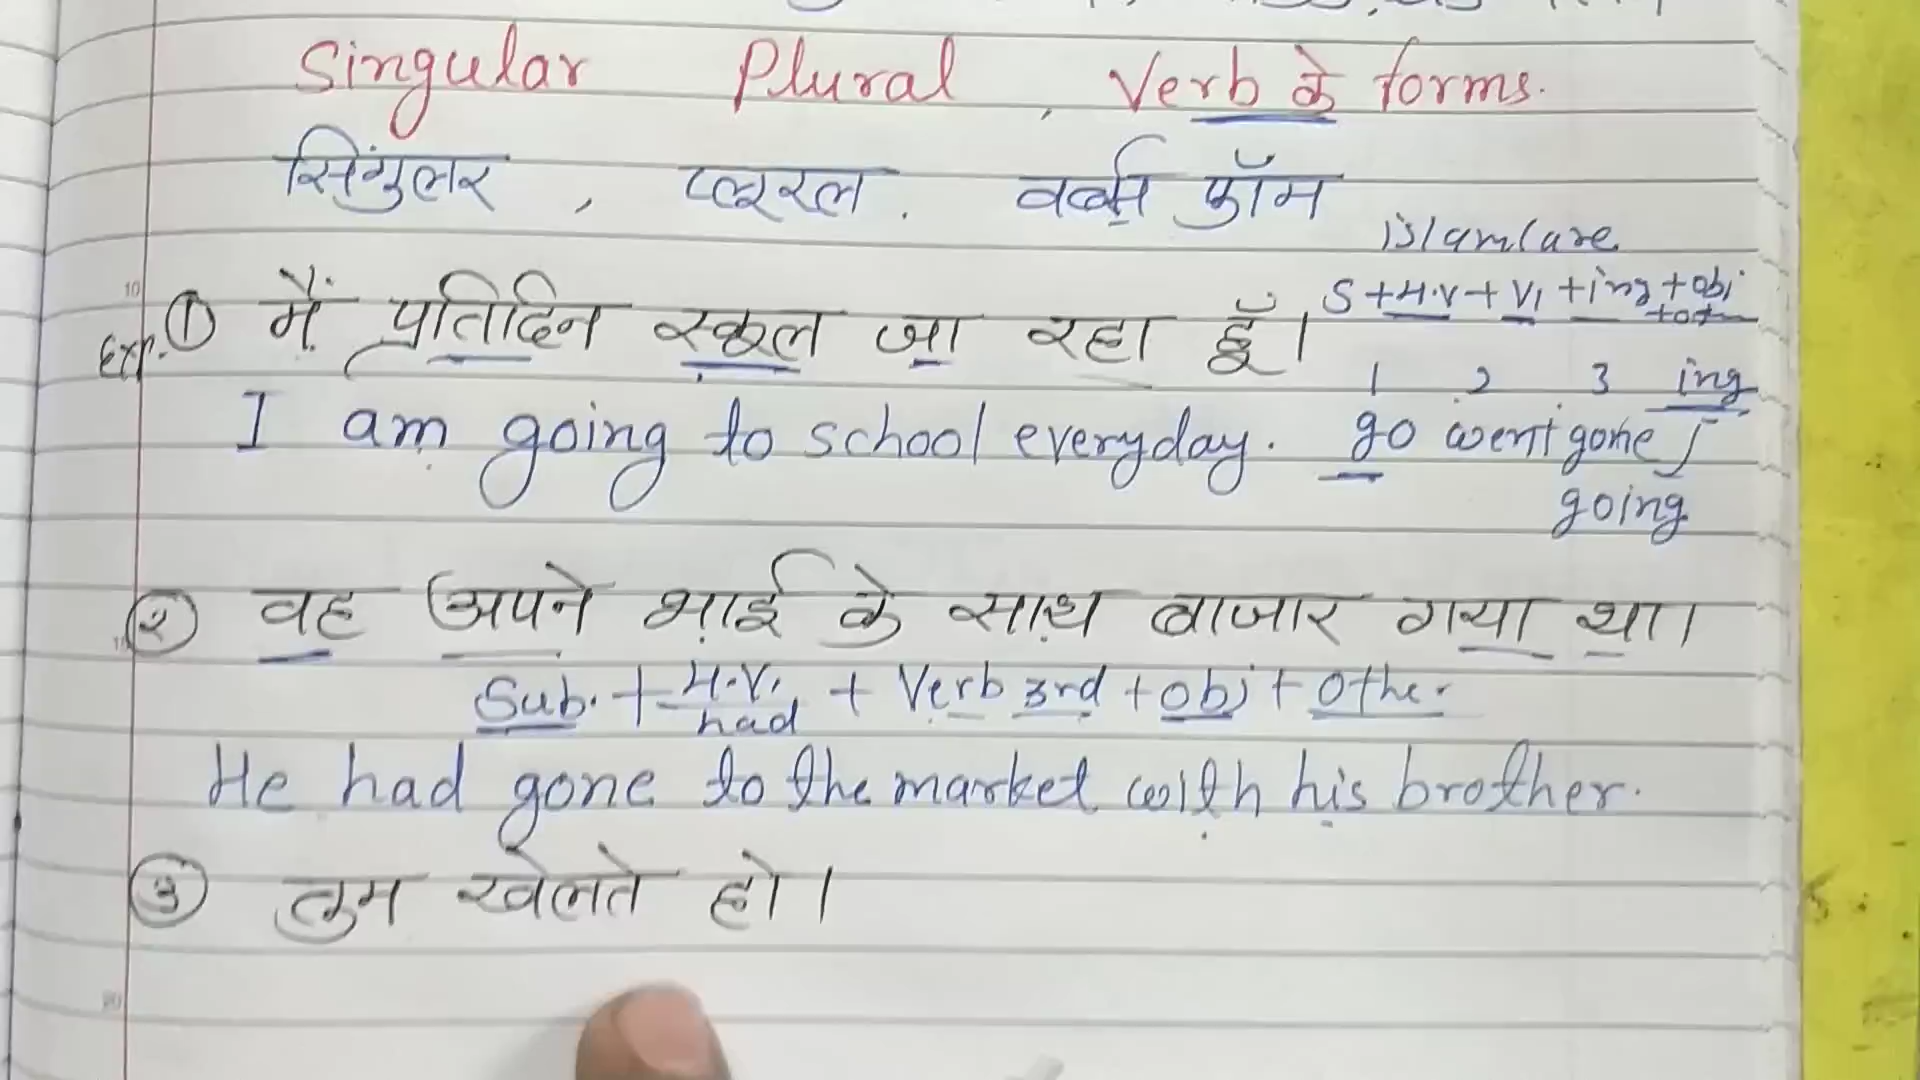 Singular Plural , Verb के forms.
सिंगुलर , प्लूरल . वर्ब फॉम
is/am/are
S+H.V+V1+ing+obj
+ot
Exp. ① मैं प्रतिदिन स्कूल जा रहा हूँ।
1 2 3 ing
I am going to school everyday. go went gone
going
② वह अपने भाई के साथ बाजार गया था।
Sub. + H.V. + Verb 3rd + obj + Other
had
He had gone to the market with his brother.
③ तुम खेलते हो।